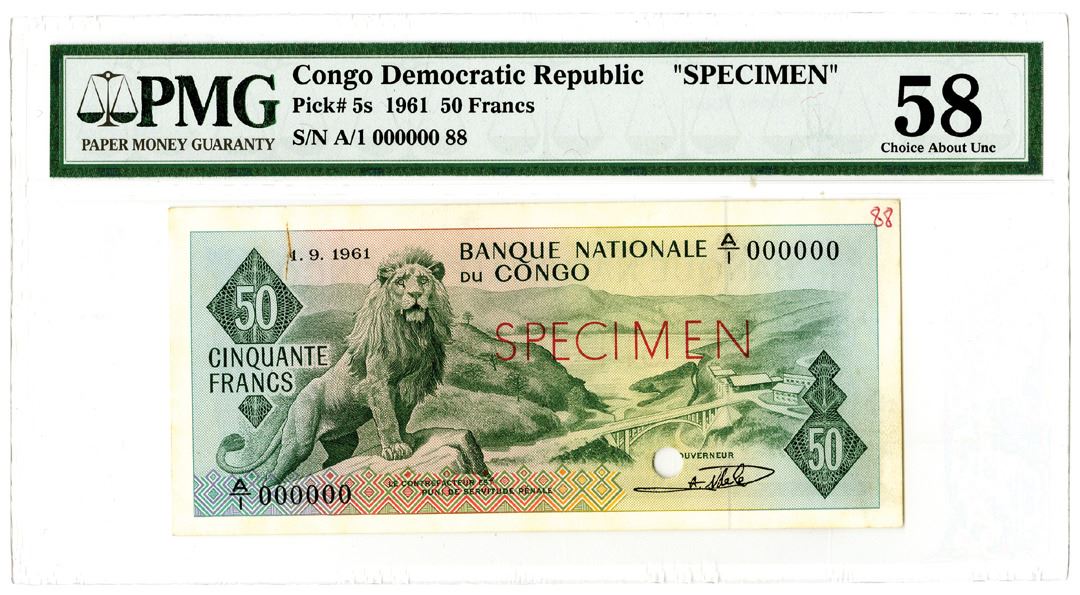 PMG
PAPER MONEY GUARANTY
Congo Democratic Republic "SPECIMEN"
Pick# 5s 1961 50 Francs
S/N A/1 000000 88
58
Choice About Unc
88
1. 9. 1961
BANQUE NATIONALE
DU CONGO
A/1 000000
50
CINQUANTE
FRANCS
SPECIMEN
50
OUVERNEUR
A/1 000000
LE CONTREFACTEUR EST
PUNI DE SERVITUDE PÉNALE